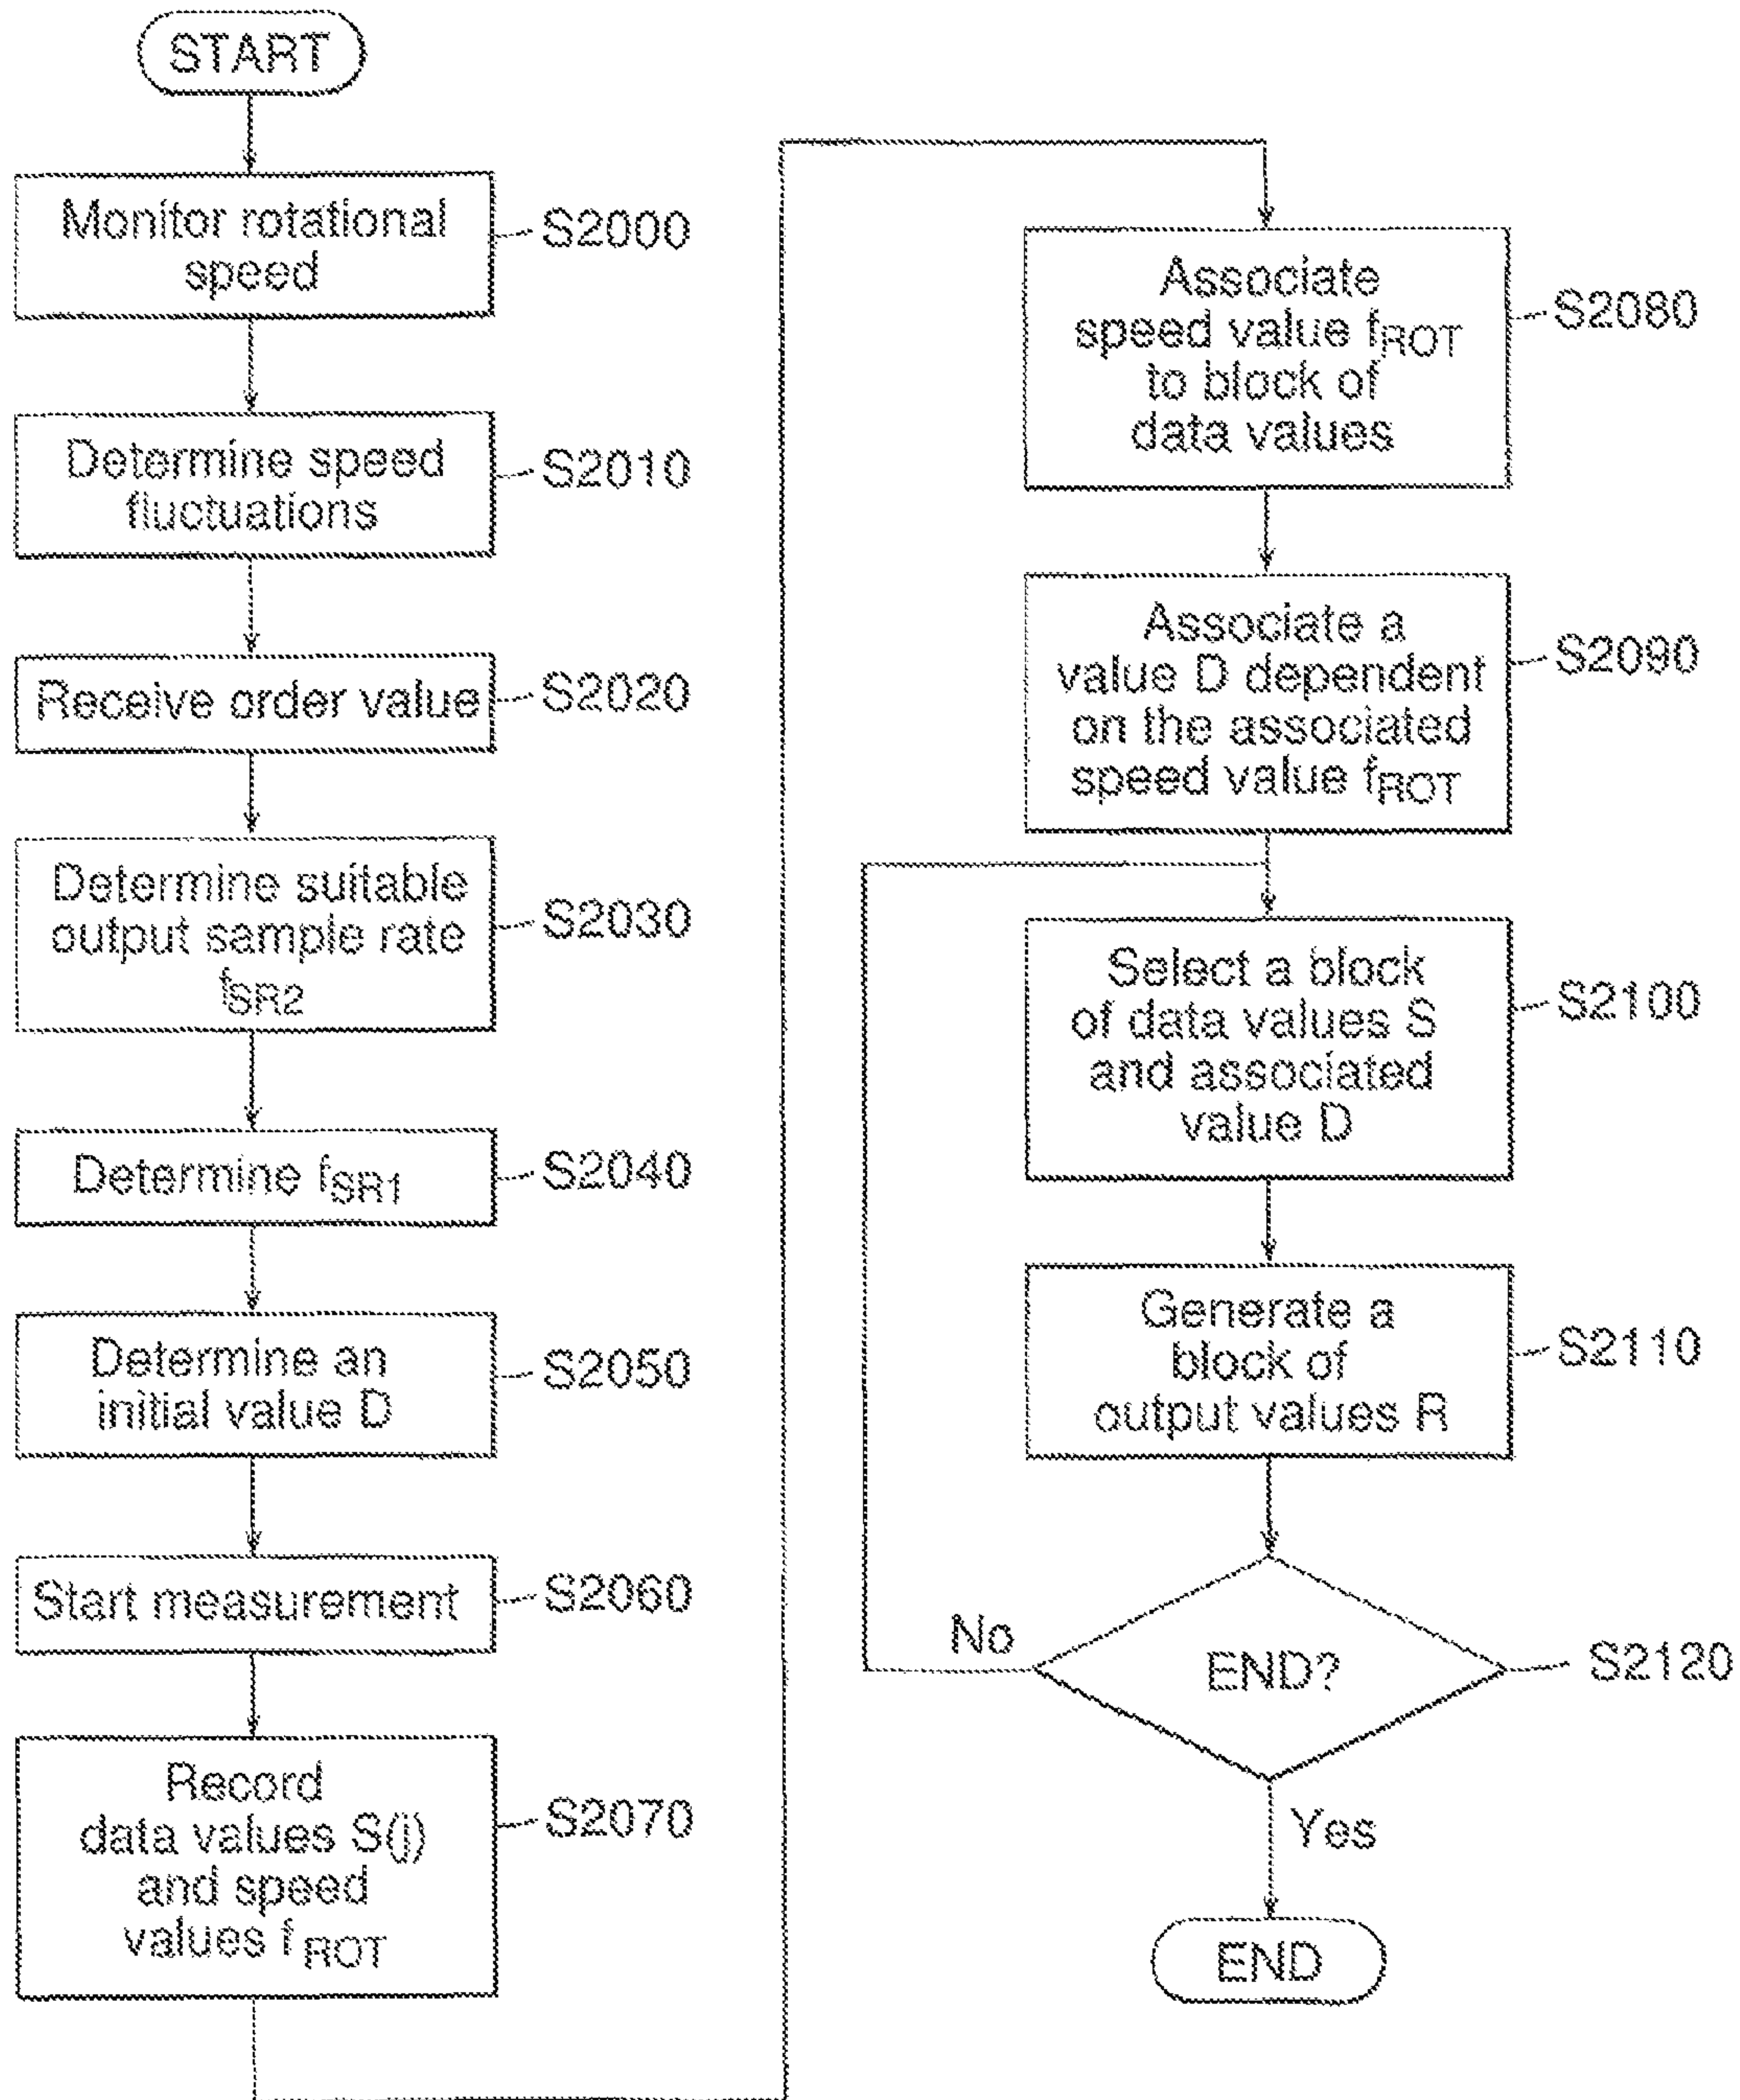 START
Monitor rotational
speed
S2000
Determine speed
fluctuations
S2010
Receive order value
S2020
Determine suitable
output sample rate
fSR2
S2030
Determine fSR1
S2040
Determine an
initial value D
S2050
Start measurement
S2060
Record
data values S(j)
and speed
values fROT
S2070
Associate
speed value fROT
to block of
data values
S2080
Associate a
value D dependent
on the associated
speed value fROT
S2090
Select a block
of data values S
and associated
value D
S2100
Generate a
block of
output values R
S2110
END?
S2120
No
Yes
END